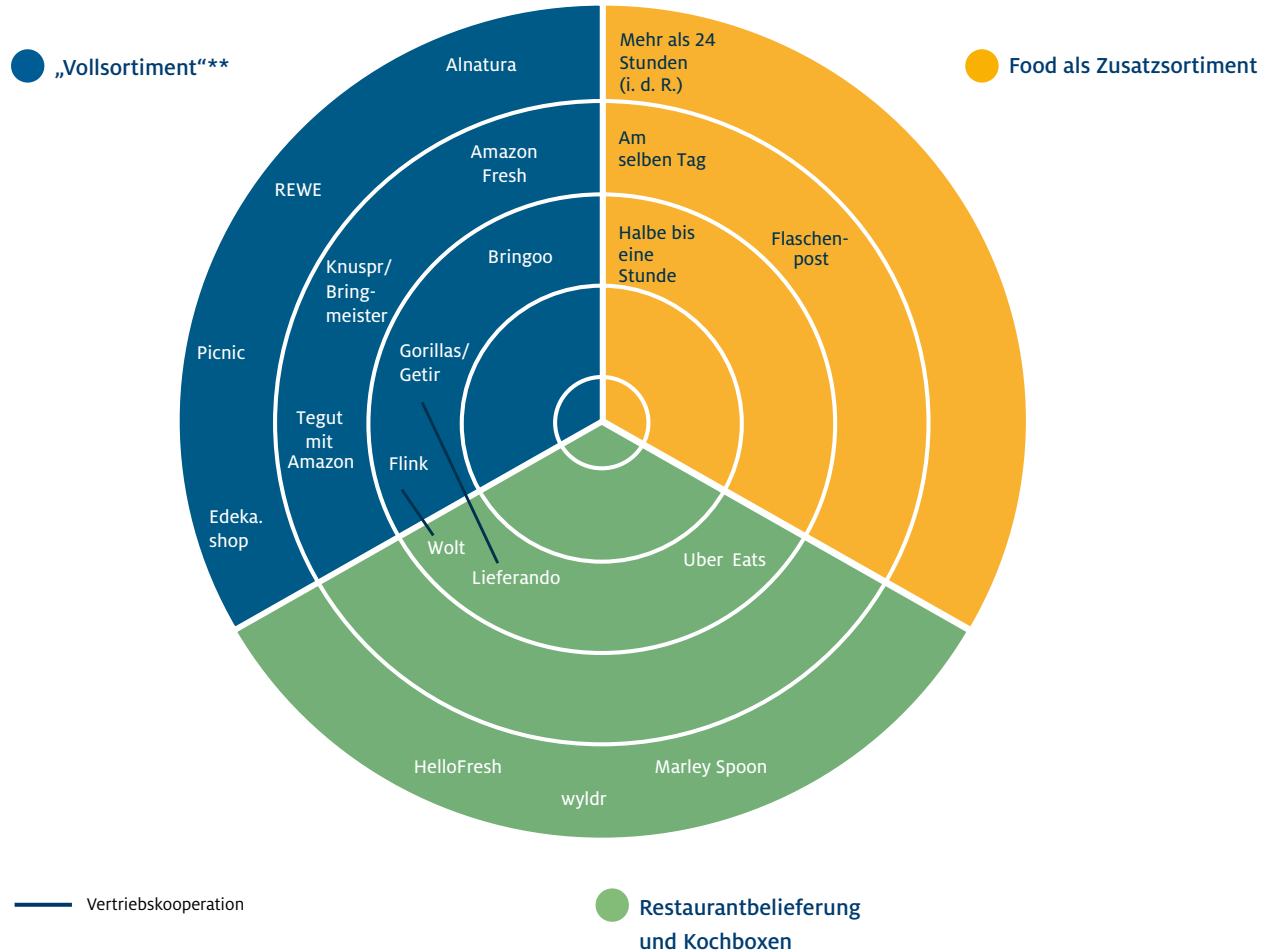 „Vollsortiment“**
Food als Zusatzsortiment
Mehr als 24
Stunden
(i. d. R.)
Am
selben Tag
Halbe bis
eine
Stunde
Flaschen-
post
Alnatura
Amazon
Fresh
REWE
Bringoo
Knuspr/
Bring-
meister
Gorillas/
Getir
Picnic
Tegut
mit
Amazon
Flink
Edeka.
shop
Wolt
Lieferando
Uber Eats
HelloFresh
Marley Spoon
wyldr
Vertriebskooperation
Restaurantbelieferung
und Kochboxen